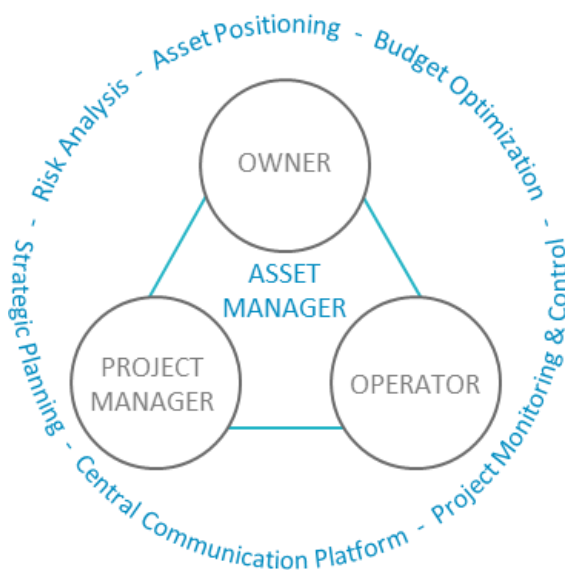 Strategic Planning - Risk Analysis - Asset Positioning - Budget Optimization - Project Monitoring & Control - Central Communication Platform -
OWNER
ASSET
MANAGER
PROJECT
MANAGER
OPERATOR